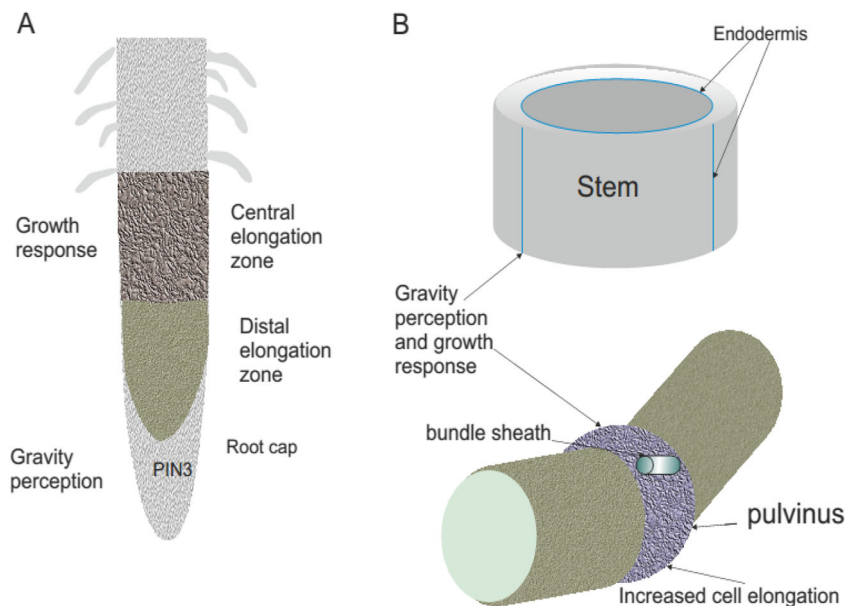 A
Growth
response
Central
elongation
zone
Distal
elongation
zone
Gravity
perception
PIN3
Root cap
B
Endodermis
Stem
Gravity
perception
and growth
response
bundle sheath
pulvinus
Increased cell elongation